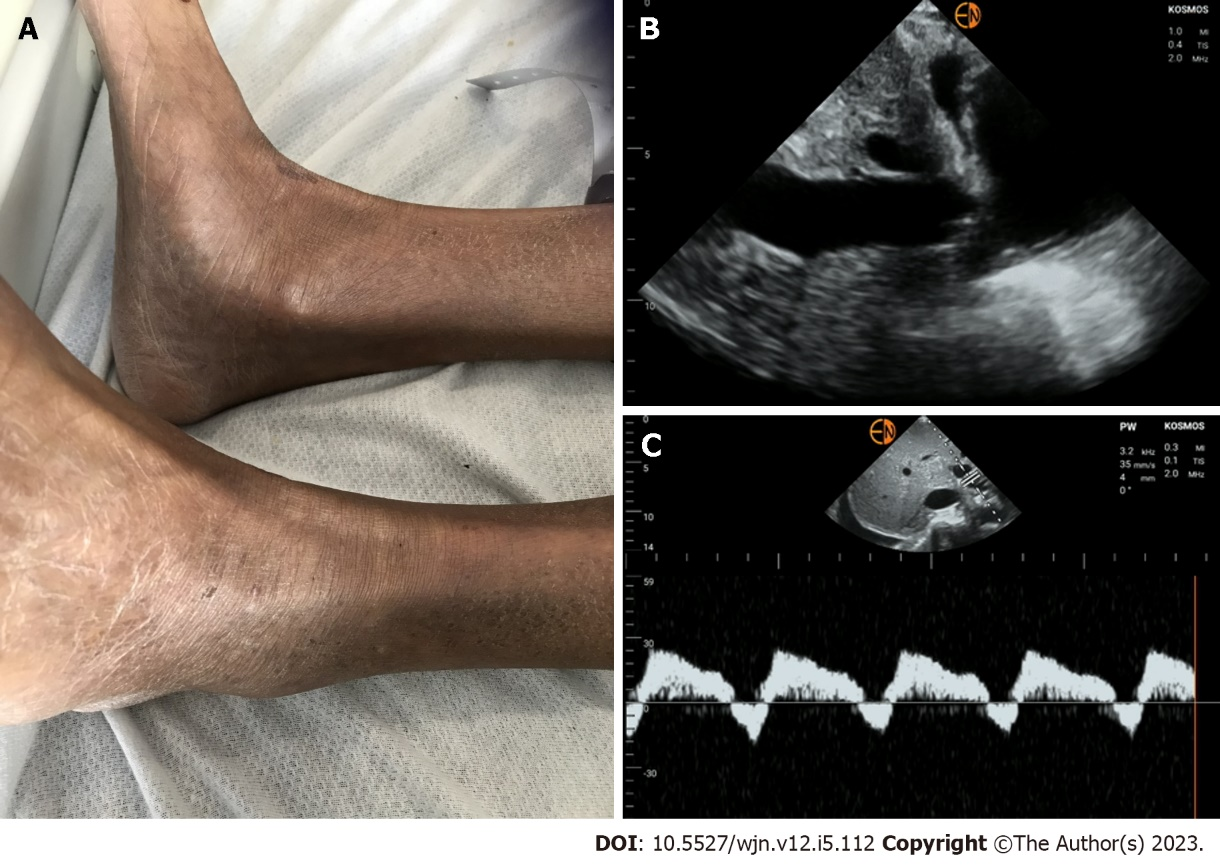 A
B
KOSMOS
1.0 MI
0.4 TIS
2.0 MHz
0
5
10
C
PW KOSMOS
3.2 kHz 0.3 MI
35 mm/s 0.1 TIS
4 mm 2.0 MHz
0°
0
5
10
14
59
30
0
-30
DOI: 10.5527/wjn.v12.i5.112 Copyright ©The Author(s) 2023.